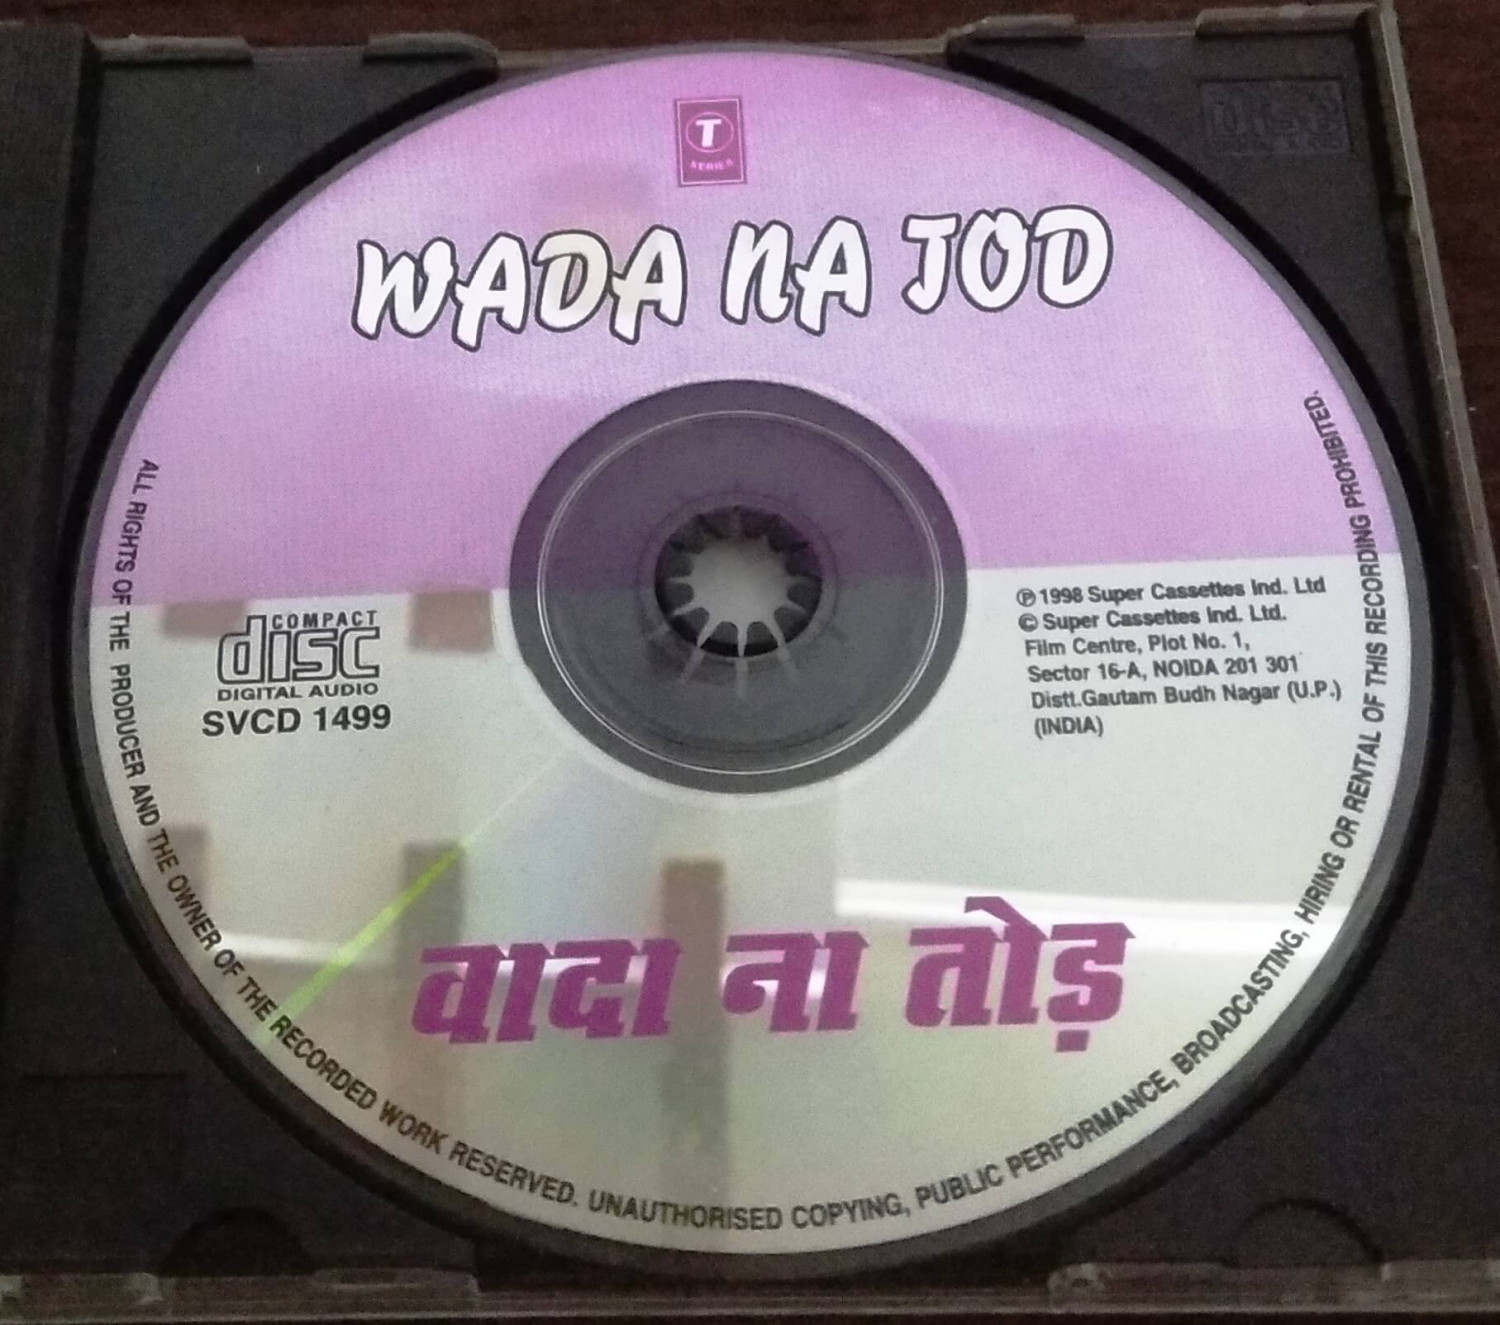 T
SERIES
WADA NA TOD
COMPACT
disc
DIGITAL AUDIO
SVCD 1499
℗ 1998 Super Cassettes Ind. Ltd
© Super Cassettes Ind. Ltd.
Film Centre, Plot No. 1,
Sector 16-A, NOIDA 201 301
Distt.Gautam Budh Nagar (U.P.)
(INDIA)
वादा ना तोड़
ALL RIGHTS OF THE PRODUCER AND THE OWNER OF THE RECORDED WORK RESERVED. UNAUTHORISED COPYING, PUBLIC PERFORMANCE, BROADCASTING, HIRING OR RENTAL OF THIS RECORDING PROHIBITED.